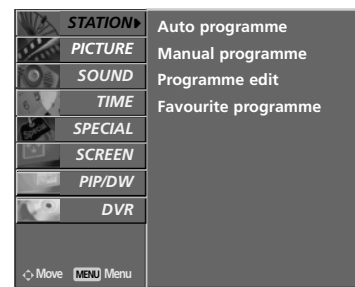 STATION
PICTURE
SOUND
TIME
SPECIAL
SCREEN
PIP/DW
DVR
Move MENU Menu
Auto programme
Manual programme
Programme edit
Favourite programme